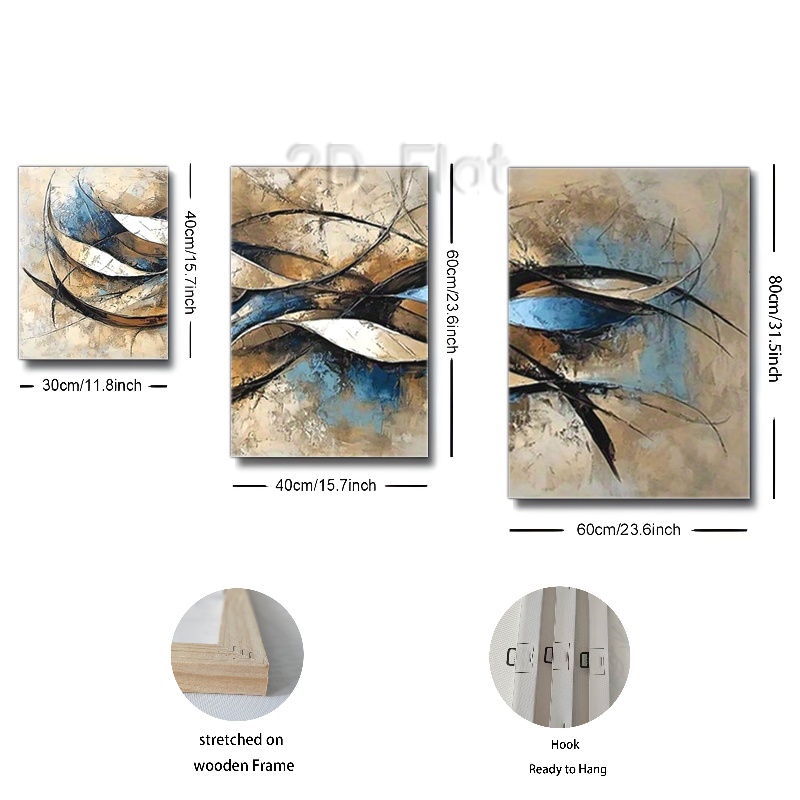 2D Flat
40cm/15.7inch
60cm/23.6inch
80cm/31.5inch
30cm/11.8inch
40cm/15.7inch
60cm/23.6inch
stretched on
wooden Frame
Hook
Ready to Hang